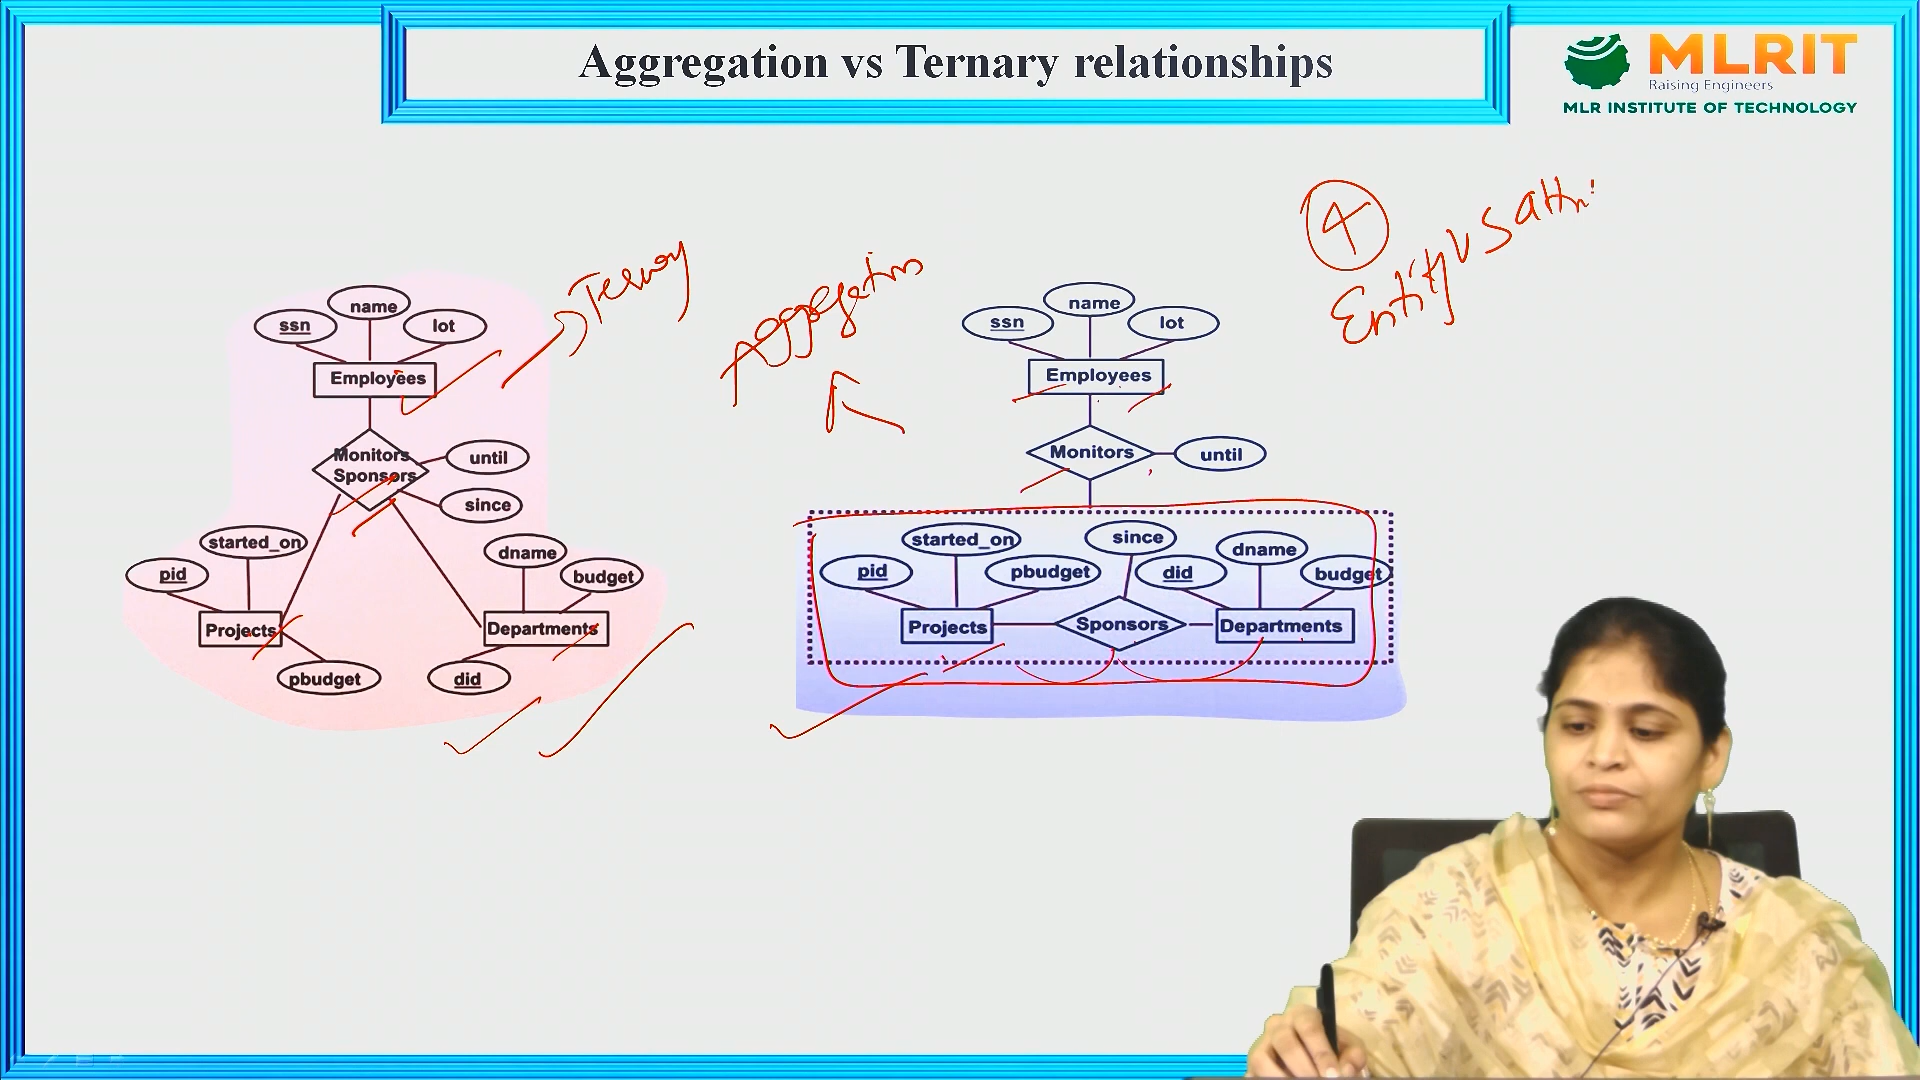 Aggregation vs Ternary relationships
MLRIT
Raising Engineers
MLR INSTITUTE OF TECHNOLOGY
4
Entity vs attri
Ternary
Aggregation
name
ssn
lot
Employees
Monitors
Sponsors
until
since
started_on
pid
Projects
pbudget
dname
budget
Departments
did
name
ssn
lot
Employees
Monitors
until
started_on
since
dname
pid
pbudget
did
budget
Projects
Sponsors
Departments